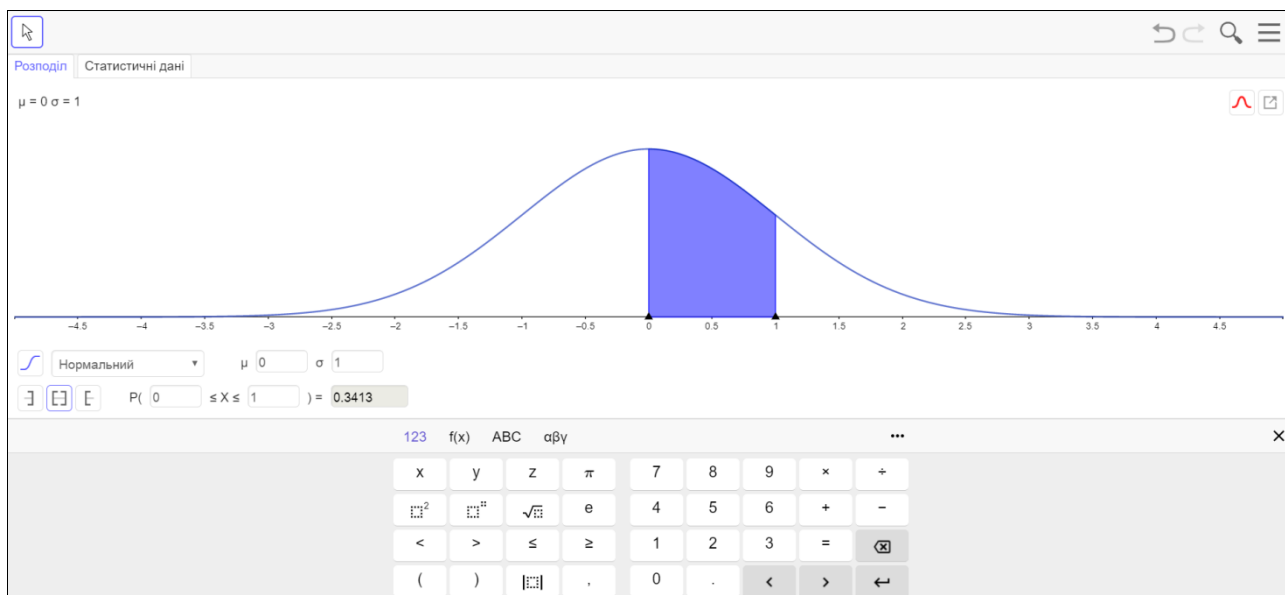 Розподіл Статистичні дані
μ = 0 σ = 1
−4.5 −4 −3.5 −3 −2.5 −2 −1.5 −1 −0.5 0 0.5 1 1.5 2 2.5 3 3.5 4 4.5
Нормальний μ 0 σ 1
P( 0 ≤ X ≤ 1 ) = 0.3413
123 f(x) ABC αβγ
x y z π 7 8 9 × ÷
√ e 4 5 6 + −
< > ≤ ≥ 1 2 3 =
( ) , 0 . < >